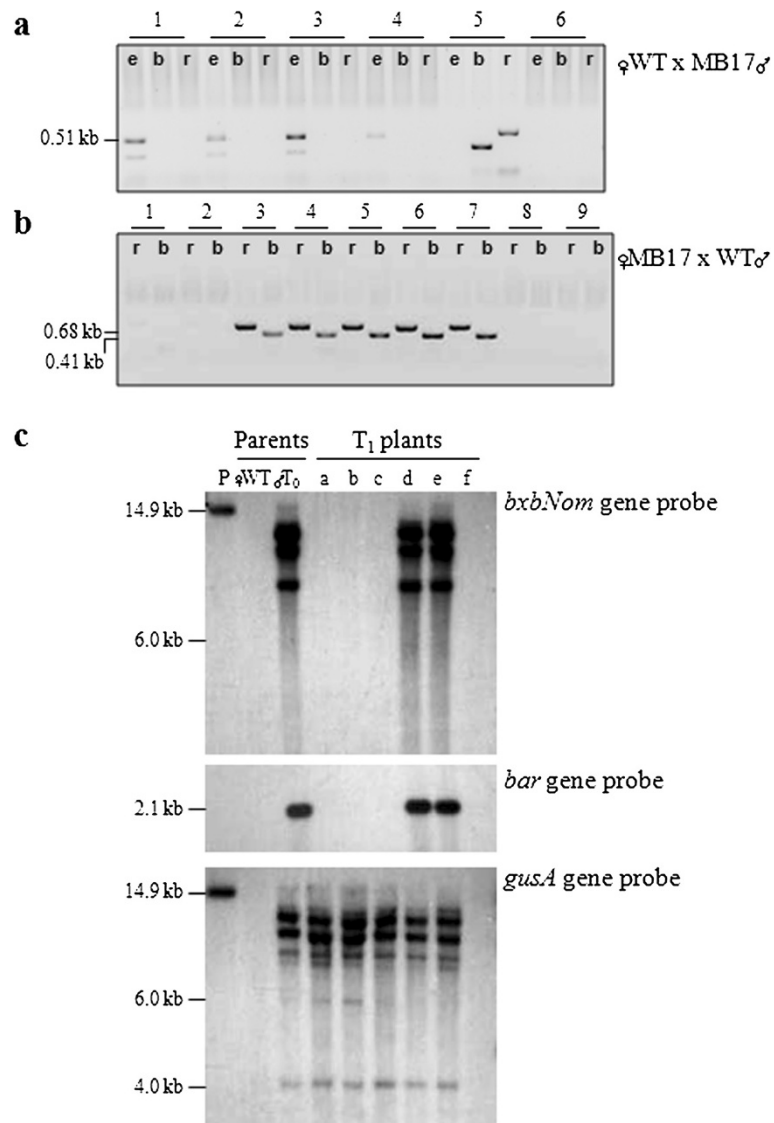 a
1 2 3 4 5 6
e b r e b r e b r e b r e b r e b r
♀WT x MB17♂
0.51 kb
b
1 2 3 4 5 6 7 8 9
r b r b r b r b r b r b r b r b r b
♀MB17 x WT♂
0.68 kb
0.41 kb
c
Parents T₁ plants
P ♀WT ♂T₀ a b c d e f
14.9 kb
bxbNom gene probe
6.0 kb
bar gene probe
2.1 kb
gusA gene probe
14.9 kb
6.0 kb
4.0 kb